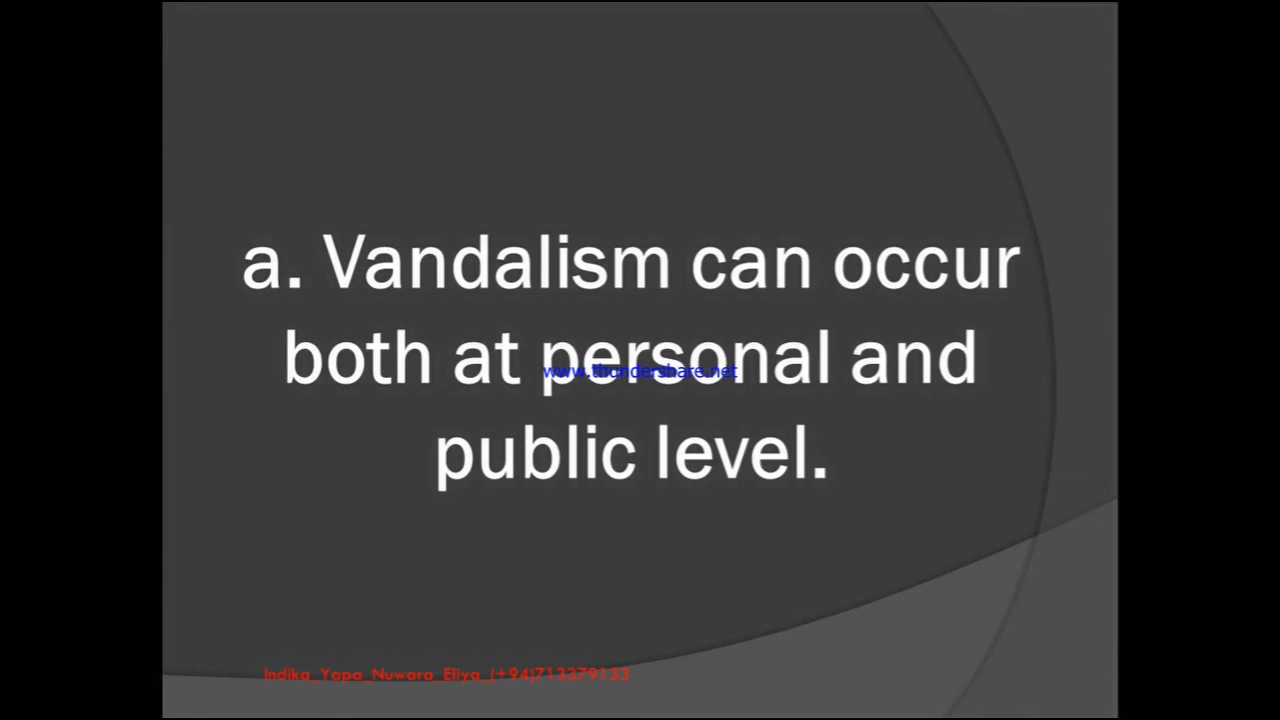 a. Vandalism can occur
both at personal and
www.thundershare.net
public level.
Indika_Yapa_Nuwara_Eliya_(+94)713379133